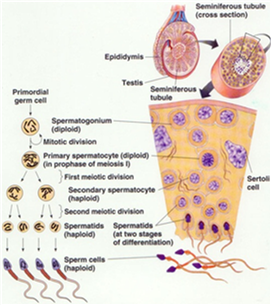 Seminiferous tubule
(cross section)
Epididymis
Testis
Seminiferous
tubule
Primordial
germ cell
Spermatogonium
(diploid)
Mitotic division
Primary spermatocyte (diploid)
(in prophase of meiosis I)
First meiotic division
Secondary spermatocyte
(haploid)
Second meiotic division
Spermatids
(haploid)
Spermatids
(at two stages
of differentiation)
Sperm cells
(haploid)
Sertoli
cell